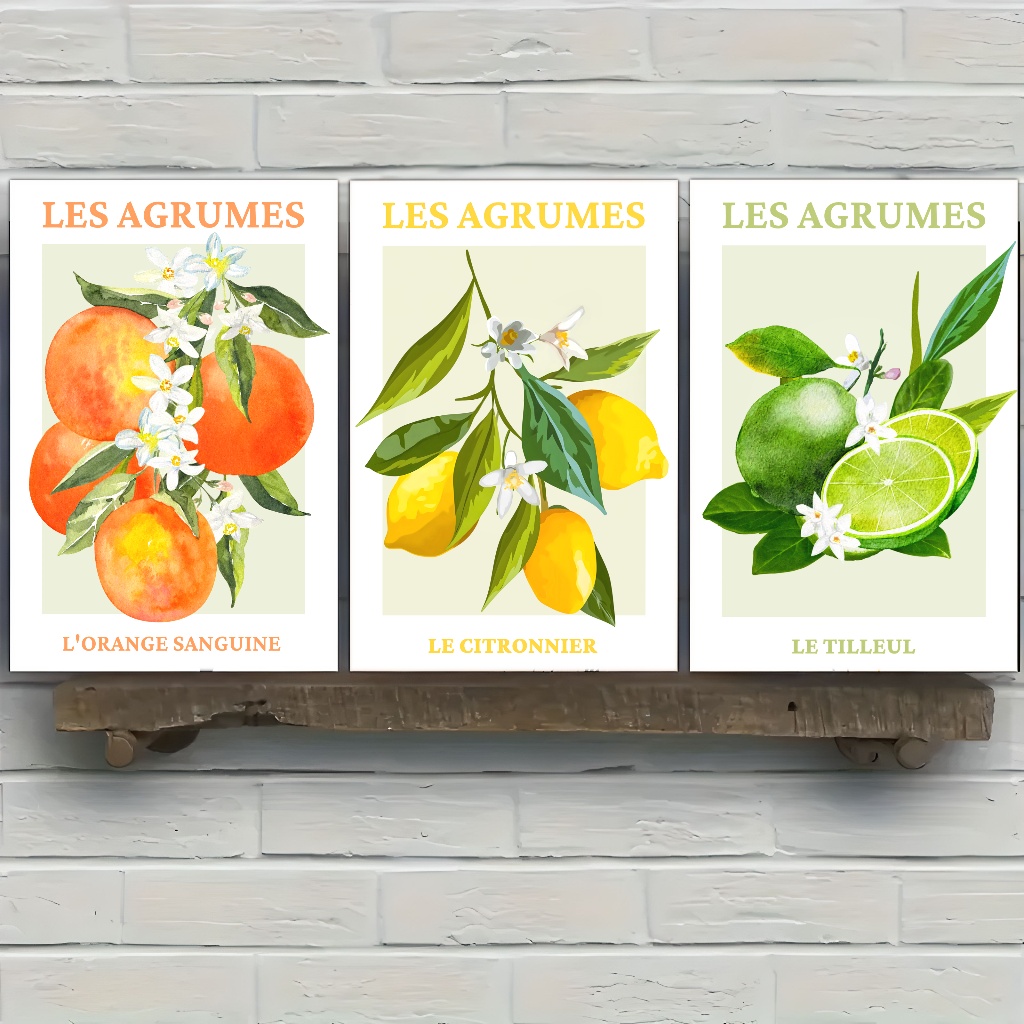 LES AGRUMES
L'ORANGE SANGUINE
LES AGRUMES
LE CITRONNIER
LES AGRUMES
LE TILLEUL